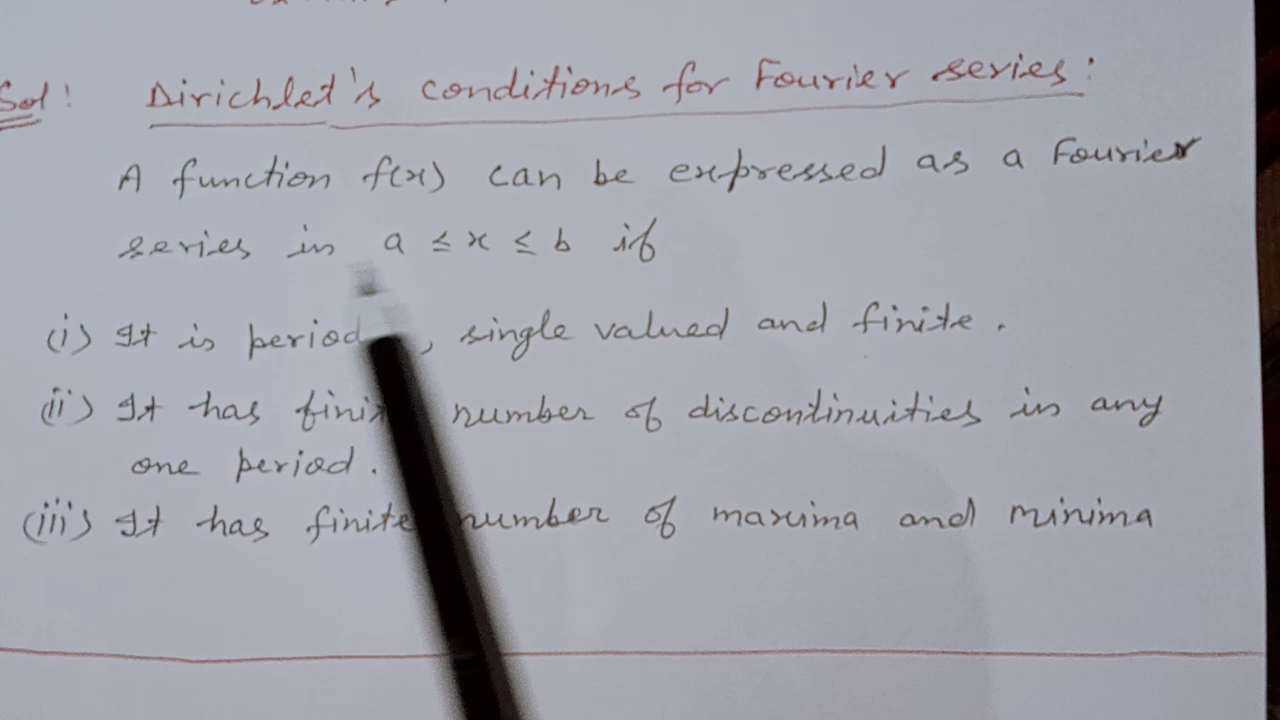 Sol!
Dirichlet's conditions for Fourier series:
A function f(x) can be expressed as a Fourier
series in a ≤ x ≤ b if
(i) It is period , single valued and finite.
(ii) It has fini number of discontinuities in any
one period.
(iii) It has finite number of maxima and minima